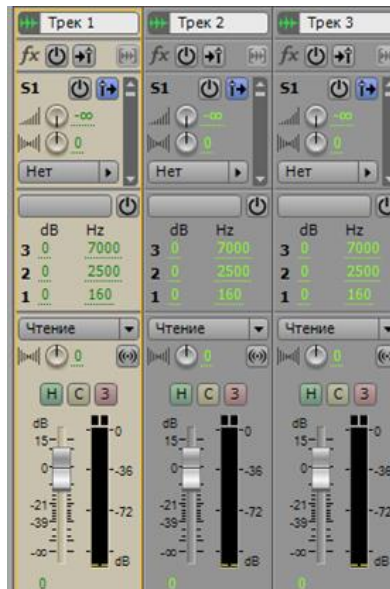 Трек 1 Трек 2 Трек 3
fx fx fx
S1 S1 S1
-∞ -∞ -∞
0 0 0
Нет Нет Нет
dB Hz dB Hz dB Hz
3 0 7000 3 0 7000 3 0 7000
2 0 2500 2 0 2500 2 0 2500
1 0 160 1 0 160 1 0 160
Чтение Чтение Чтение
0 0 0
Н С З Н С З Н С З
dB dB dB
15 0 15 0 15 0
0 -36 0 -36 0 -36
-21 -72 -21 -72 -21 -72
-39 -39 -39
-∞ dB -∞ dB -∞ dB
0 0 0